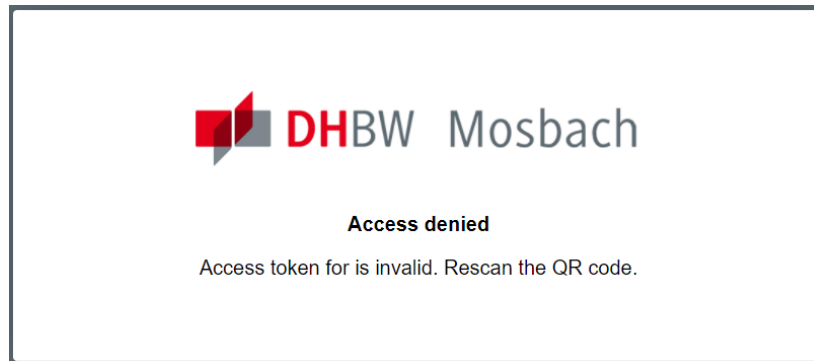 DHBW Mosbach
Access denied
Access token for is invalid. Rescan the QR code.